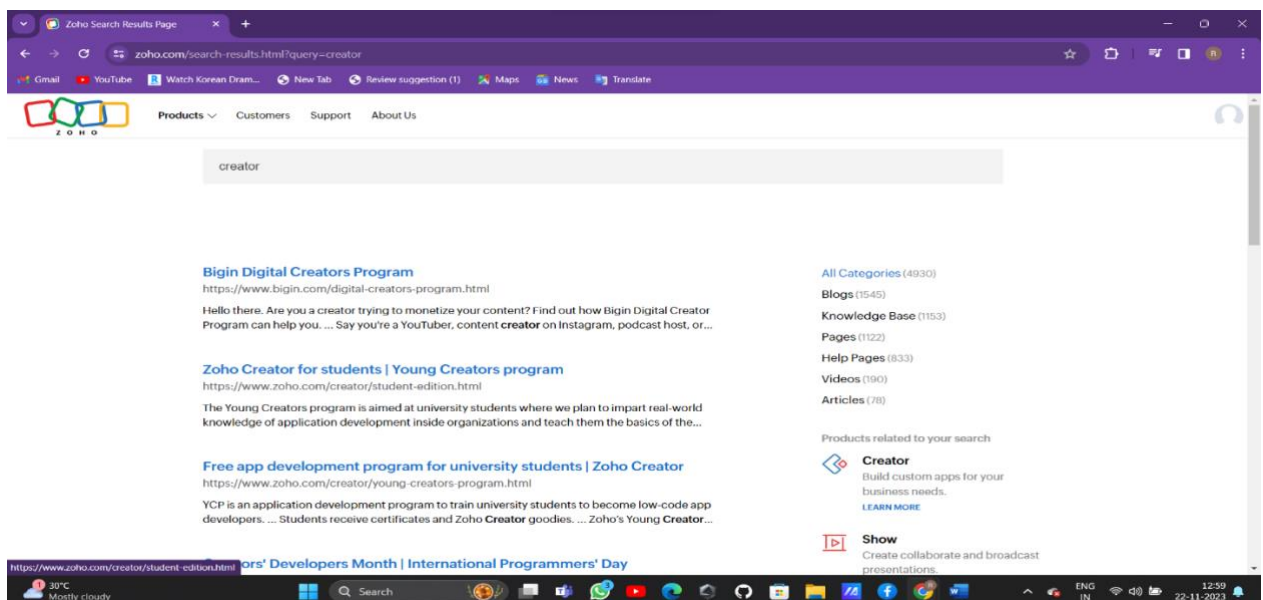 Zoho Search Results Page
zoho.com/search-results.html?query=creator
Gmail
YouTube
Watch Korean Dram...
New Tab
Review suggestion (1)
Maps
News
Translate
ZOHO
Products
Customers
Support
About Us
creator
Bigin Digital Creators Program
https://www.bigin.com/digital-creators-program.html
Hello there. Are you a creator trying to monetize your content? Find out how Bigin Digital Creator
Program can help you. ... Say you're a YouTuber, content creator on Instagram, podcast host, or...
Zoho Creator for students | Young Creators program
https://www.zoho.com/creator/student-edition.html
The Young Creators program is aimed at university students where we plan to impart real-world
knowledge of application development inside organizations and teach them the basics of the...
Free app development program for university students | Zoho Creator
https://www.zoho.com/creator/young-creators-program.html
YCP is an application development program to train university students to become low-code app
developers. ... Students receive certificates and Zoho Creator goodies. ... Zoho's Young Creator...
ors' Developers Month | International Programmers' Day
All Categories (4930)
Blogs (1545)
Knowledge Base (1153)
Pages (1122)
Help Pages (833)
Videos (190)
Articles (78)
Products related to your search
Creator
Build custom apps for your
business needs.
LEARN MORE
Show
Create collaborate and broadcast
presentations.
https://www.zoho.com/creator/student-edition.html
1
30°C
Mostly cloudy
Search
ENG
IN
12:59
22-11-2023